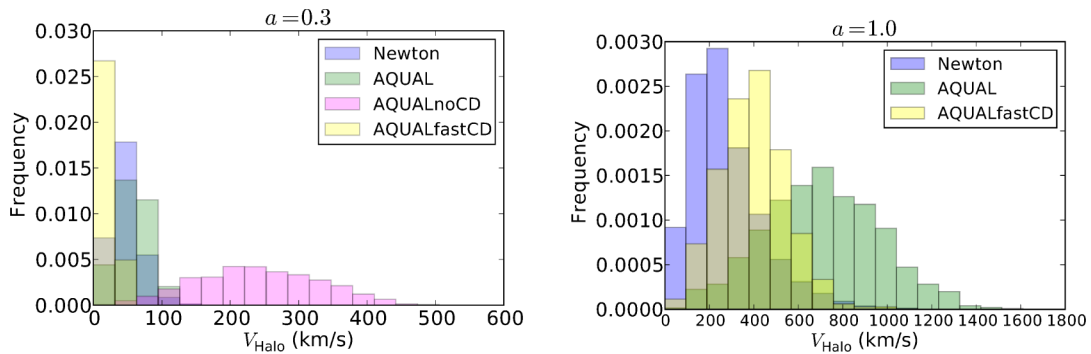 a=0.3
Frequency
0.030
0.025
0.020
0.015
0.010
0.005
0.000
0 100 200 300 400 500 600
V_Halo (km/s)
Newton
AQUAL
AQUALnoCD
AQUALfastCD
a=1.0
Frequency
0.0030
0.0025
0.0020
0.0015
0.0010
0.0005
0.0000
0 200 400 600 800 1000 1200 1400 1600 1800
V_Halo (km/s)
Newton
AQUAL
AQUALfastCD